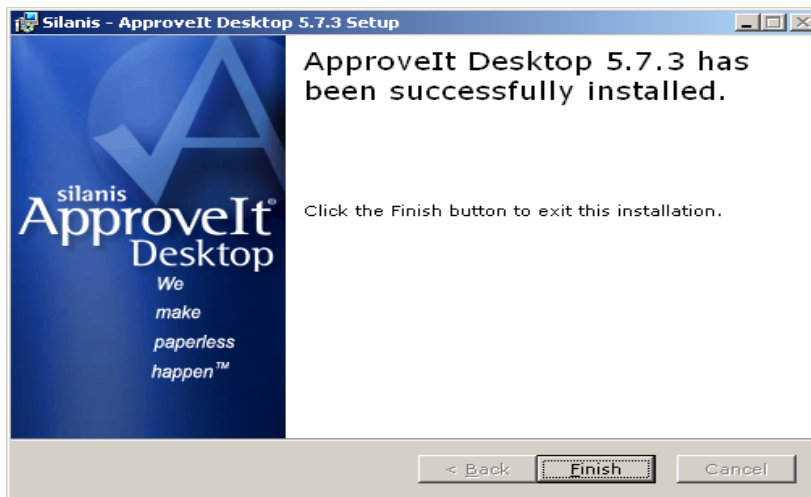 Silanis - ApproveIt Desktop 5.7.3 Setup
ApproveIt Desktop 5.7.3 has
been successfully installed.
Click the Finish button to exit this installation.
silanis
ApproveIt®
Desktop
We
make
paperless
happen™
< Back
Finish
Cancel